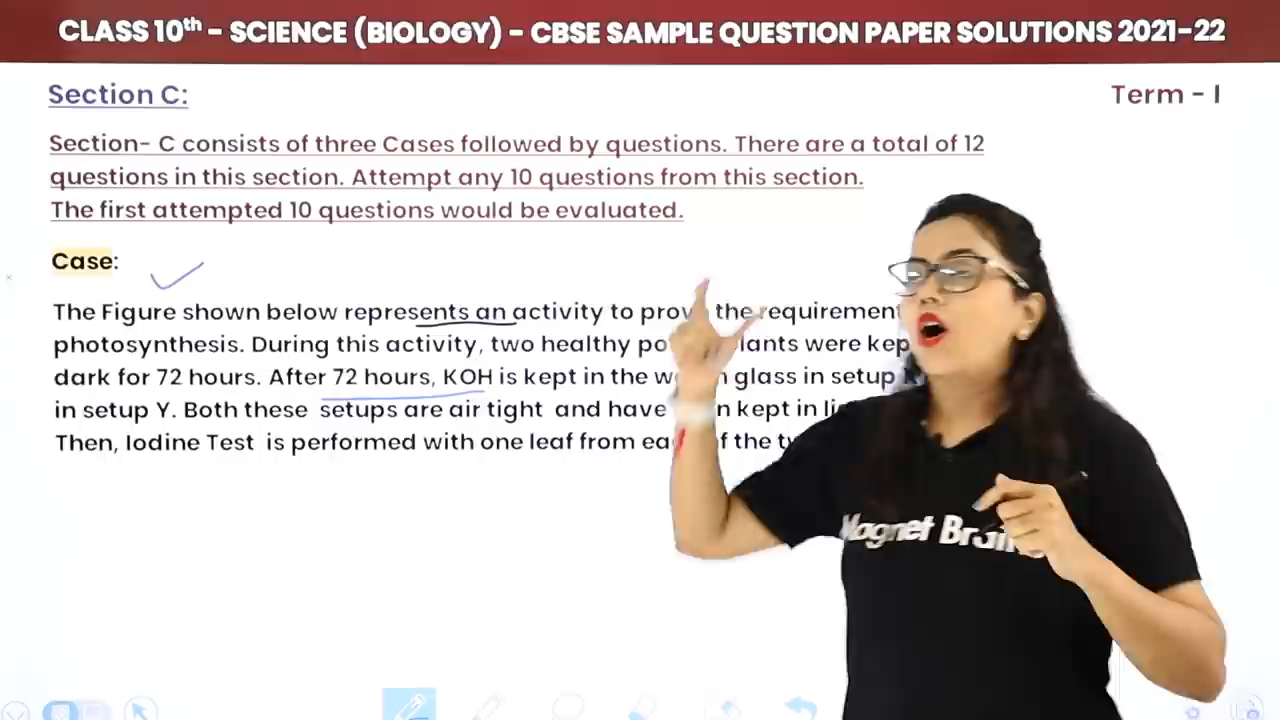 CLASS 10th - SCIENCE (BIOLOGY) - CBSE SAMPLE QUESTION PAPER SOLUTIONS 2021-22
Section C:
Term - I
Section- C consists of three Cases followed by questions. There are a total of 12
questions in this section. Attempt any 10 questions from this section.
The first attempted 10 questions would be evaluated.
Case:
The Figure shown below represents an activity to the requirement
photosynthesis. During this activity, two healthy were
dark for 72 hours. After 72 hours, KOH is kept in the glass in setup
in setup Y. Both these setups are air tight and have kept in
Then, Iodine Test is performed with one leaf from the
Magnet